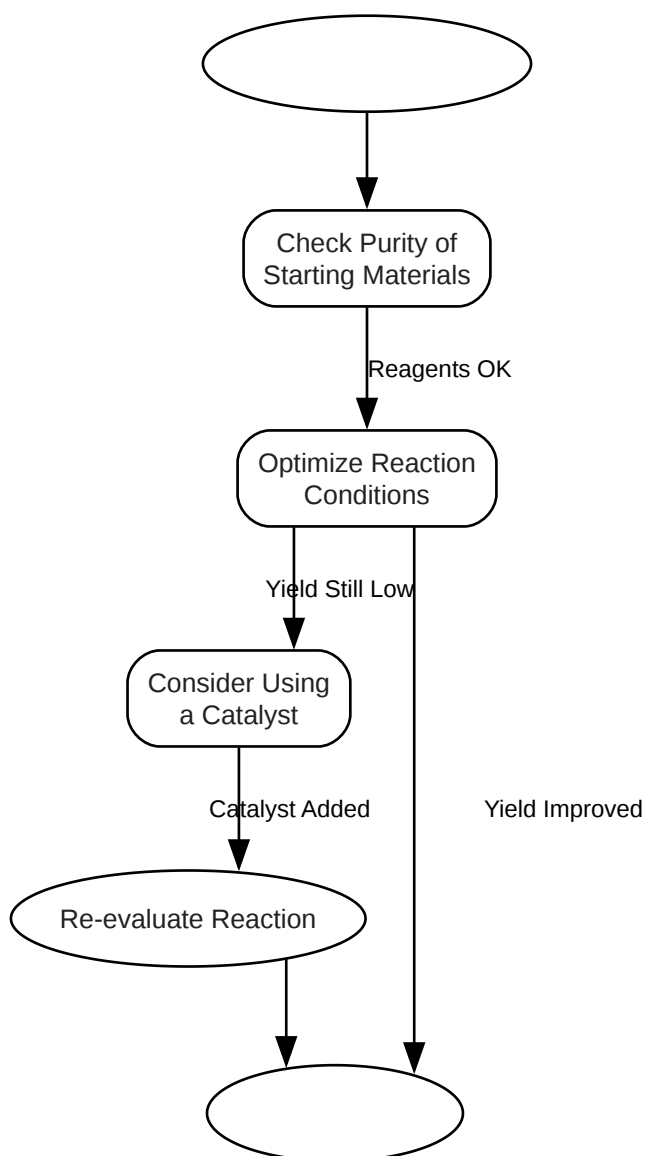 Check Purity of
Starting Materials
Reagents OK
Optimize Reaction
Conditions
Yield Still Low
Consider Using
a Catalyst
Catalyst Added
Yield Improved
Re-evaluate Reaction